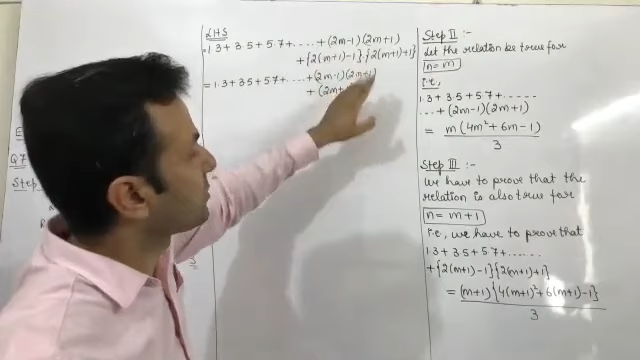 E
Q7
Step
R
3
LHS
= 1.3 + 3.5 + 5.7 + ..... + (2m-1)(2m+1)
+ {2(m+1)-1}{2(m+1)+1}
= 1.3 + 3.5 + 5.7 + ..... + (2m-1)(2m+1)
+ (2m+1
Step II :-
Let the relation be true for
n = m
i.e,
1.3 + 3.5 + 5.7 + ......
... + (2m-1)(2m+1)
= m(4m²+6m-1)
3
Step III :-
We have to prove that the
relation is also true for
n = m+1
i.e, we have to prove that
1.3 + 3.5 + 5.7 + ......
+ {2(m+1)-1}{2(m+1)+1}
= (m+1){4(m+1)²+6(m+1)-1}
3